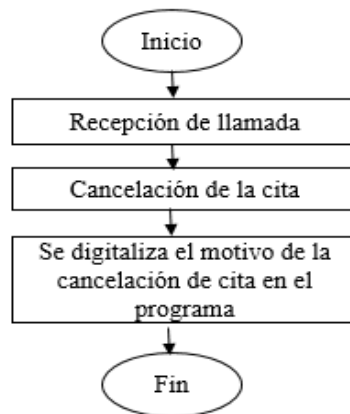 Inicio
Recepción de llamada
Cancelación de la cita
Se digitaliza el motivo de la
cancelación de cita en el
programa
Fin